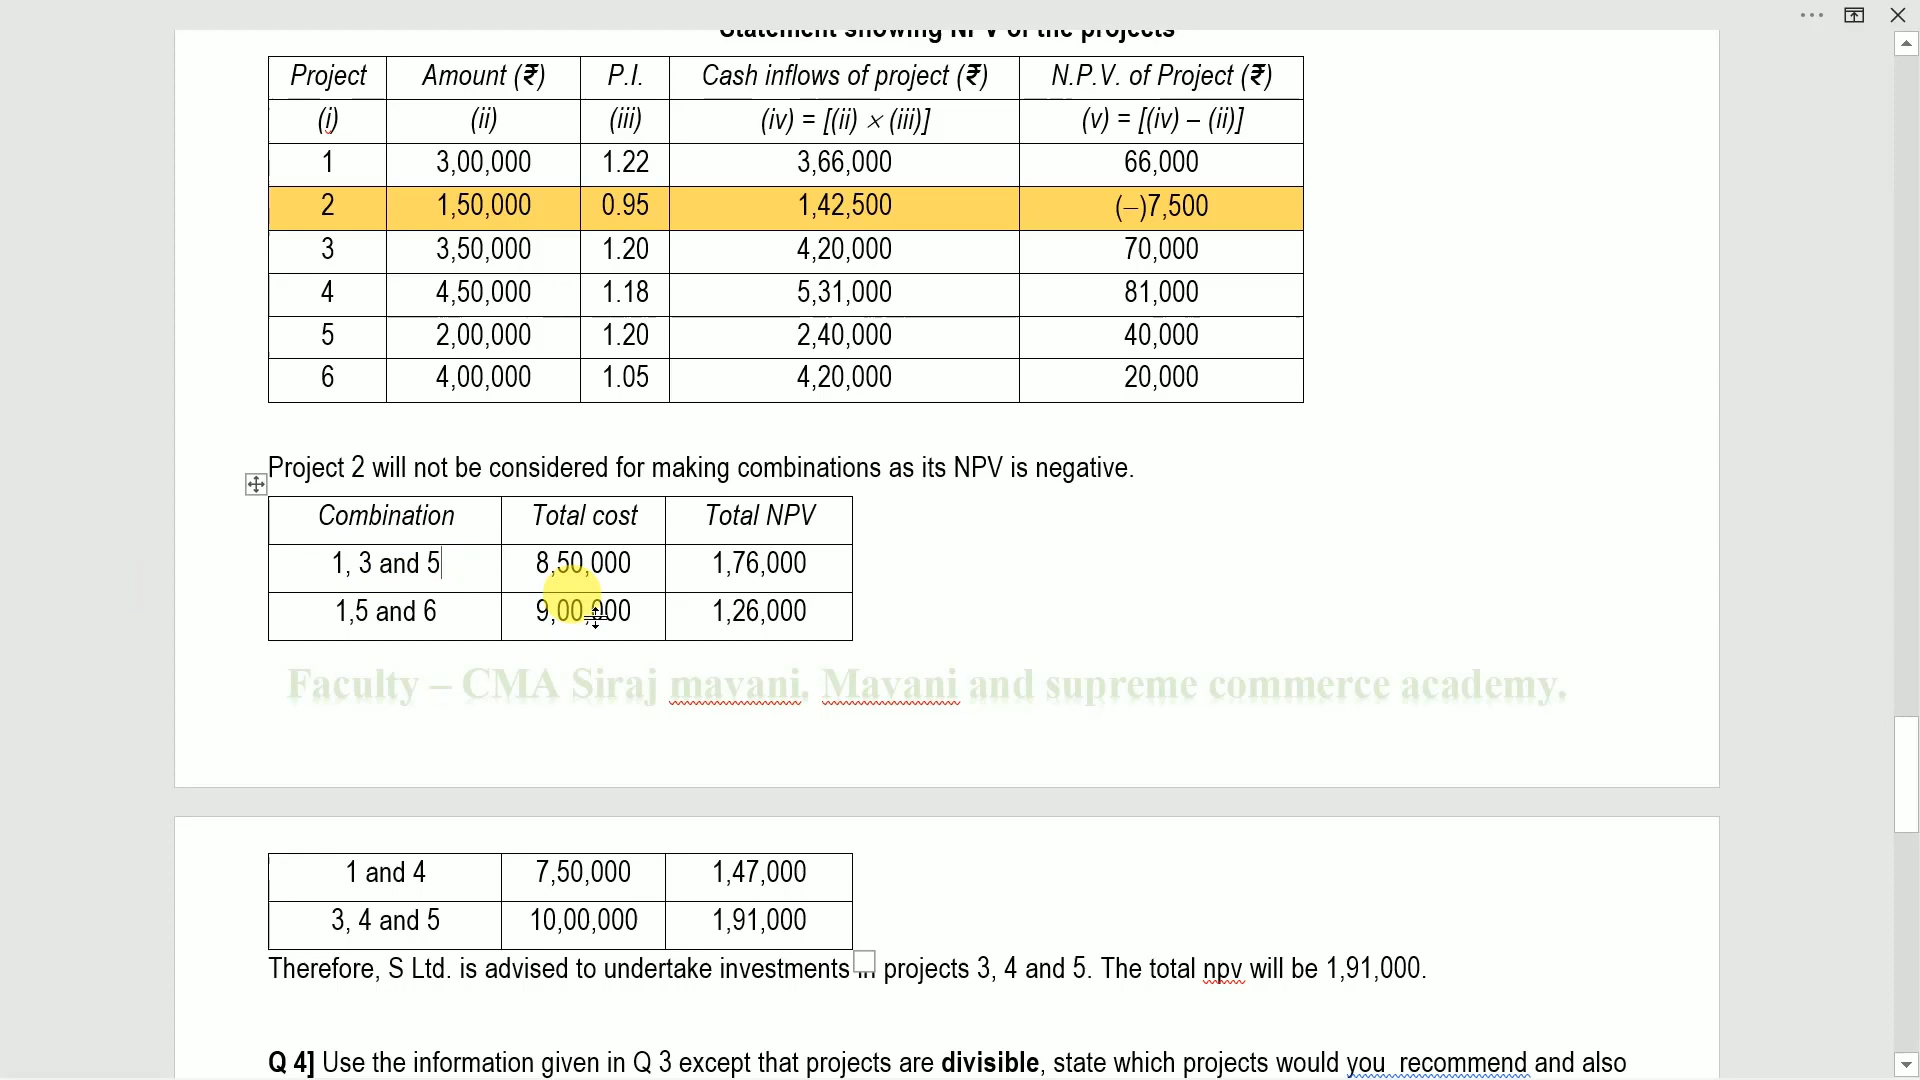 Statement showing NPV of the projects
Project Amount (₹) P.I. Cash inflows of project (₹) N.P.V. of Project (₹)
(i) (ii) (iii) (iv) = [(ii) × (iii)] (v) = [(iv) – (ii)]
1 3,00,000 1.22 3,66,000 66,000
2 1,50,000 0.95 1,42,500 (–)7,500
3 3,50,000 1.20 4,20,000 70,000
4 4,50,000 1.18 5,31,000 81,000
5 2,00,000 1.20 2,40,000 40,000
6 4,00,000 1.05 4,20,000 20,000
Project 2 will not be considered for making combinations as its NPV is negative.
Combination Total cost Total NPV
1, 3 and 5 8,50,000 1,76,000
1,5 and 6 9,00,000 1,26,000
Faculty – CMA Siraj mavani. Mavani and supreme commerce academy.
1 and 4 7,50,000 1,47,000
3, 4 and 5 10,00,000 1,91,000
Therefore, S Ltd. is advised to undertake investments in projects 3, 4 and 5. The total npv will be 1,91,000.
Q 4] Use the information given in Q 3 except that projects are divisible, state which projects would you recommend and also